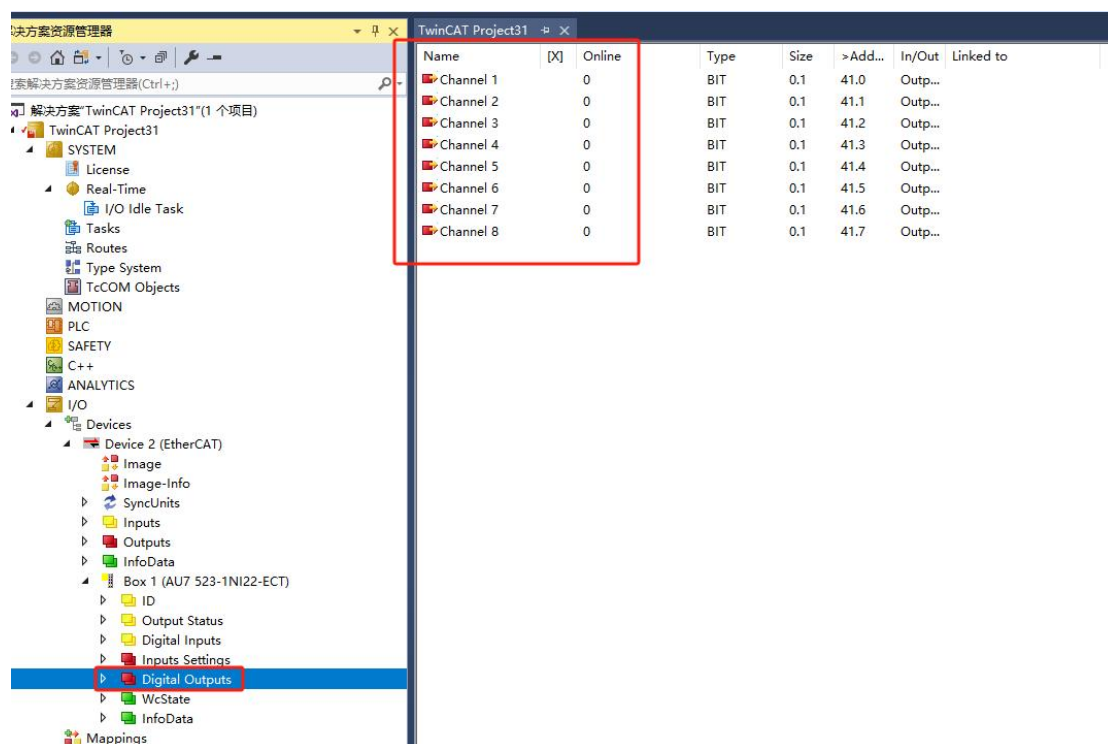 决方案资源管理器
索解决方案资源管理器(Ctrl+;)
解决方案"TwinCAT Project31"(1 个项目)
TwinCAT Project31
SYSTEM
License
Real-Time
I/O Idle Task
Tasks
Routes
Type System
TcCOM Objects
MOTION
PLC
SAFETY
C++
ANALYTICS
I/O
Devices
Device 2 (EtherCAT)
Image
Image-Info
SyncUnits
Inputs
Outputs
InfoData
Box 1 (AU7 523-1NI22-ECT)
ID
Output Status
Digital Inputs
Inputs Settings
Digital Outputs
WcState
InfoData
Mappings
TwinCAT Project31
Name [X] Online Type Size >Add... In/Out Linked to
Channel 1 0 BIT 0.1 41.0 Outp...
Channel 2 0 BIT 0.1 41.1 Outp...
Channel 3 0 BIT 0.1 41.2 Outp...
Channel 4 0 BIT 0.1 41.3 Outp...
Channel 5 0 BIT 0.1 41.4 Outp...
Channel 6 0 BIT 0.1 41.5 Outp...
Channel 7 0 BIT 0.1 41.6 Outp...
Channel 8 0 BIT 0.1 41.7 Outp...